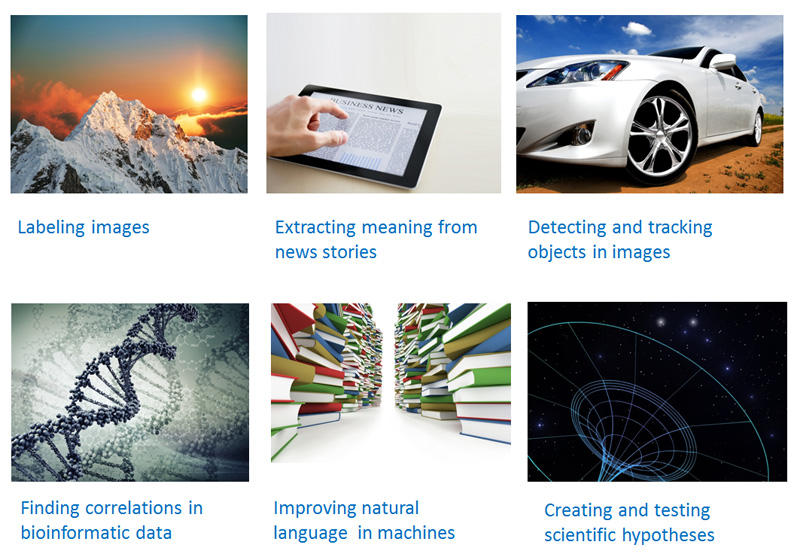 BUSINESS NEWS
Labeling images
Extracting meaning from
news stories
Detecting and tracking
objects in images
Finding correlations in
bioinformatic data
Improving natural
language in machines
Creating and testing
scientific hypotheses